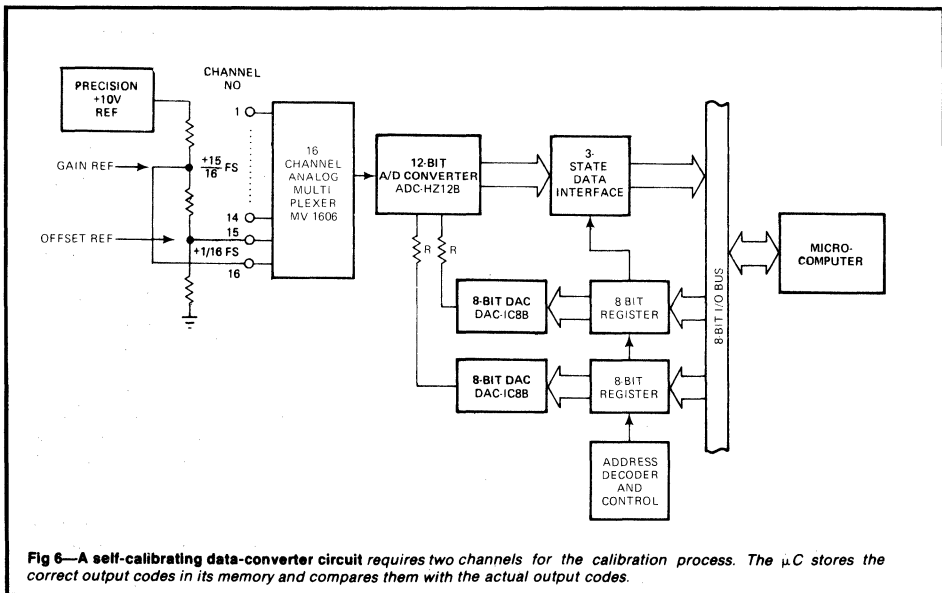 PRECISION
+10V
REF
CHANNEL
NO
1
14
15
16
GAIN REF
+15
16
FS
OFFSET REF
+1/16 FS
16
CHANNEL
ANALOG
MULTI
PLEXER
MV 1606
12-BIT
A/D CONVERTER
ADC-HZ12B
R
R
3-
STATE
DATA
INTERFACE
8-BIT DAC
DAC-IC8B
8-BIT
REGISTER
8-BIT DAC
DAC-IC8B
8-BIT
REGISTER
ADDRESS
DECODER
AND
CONTROL
8-BIT I/O BUS
MICRO-
COMPUTER
Fig 6—A self-calibrating data-converter circuit requires two channels for the calibration process. The μC stores the
correct output codes in its memory and compares them with the actual output codes.